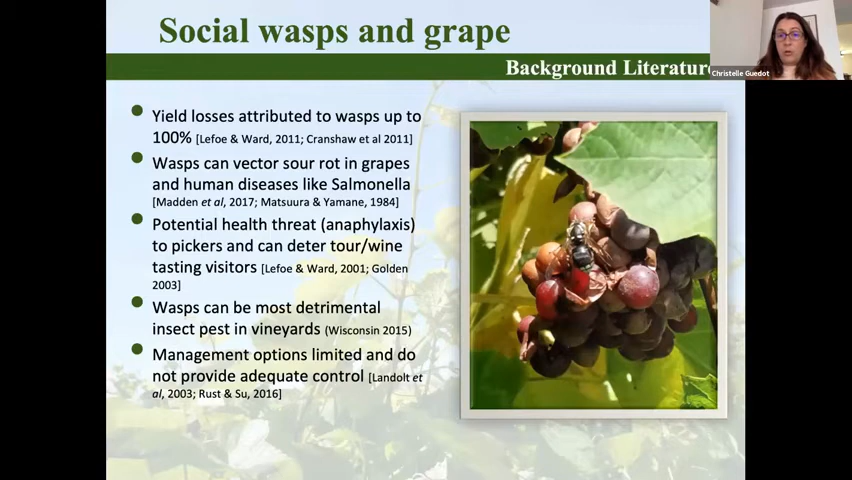 Social wasps and grape
Background Literature
Christelle Guedot
Yield losses attributed to wasps up to
100% [Lefoe & Ward, 2011; Cranshaw et al 2011]
Wasps can vector sour rot in grapes
and human diseases like Salmonella
[Madden et al, 2017; Matsuura & Yamane, 1984]
Potential health threat (anaphylaxis)
to pickers and can deter tour/wine
tasting visitors [Lefoe & Ward, 2001; Golden
2003]
Wasps can be most detrimental
insect pest in vineyards (Wisconsin 2015)
Management options limited and do
not provide adequate control [Landolt et
al, 2003; Rust & Su, 2016]